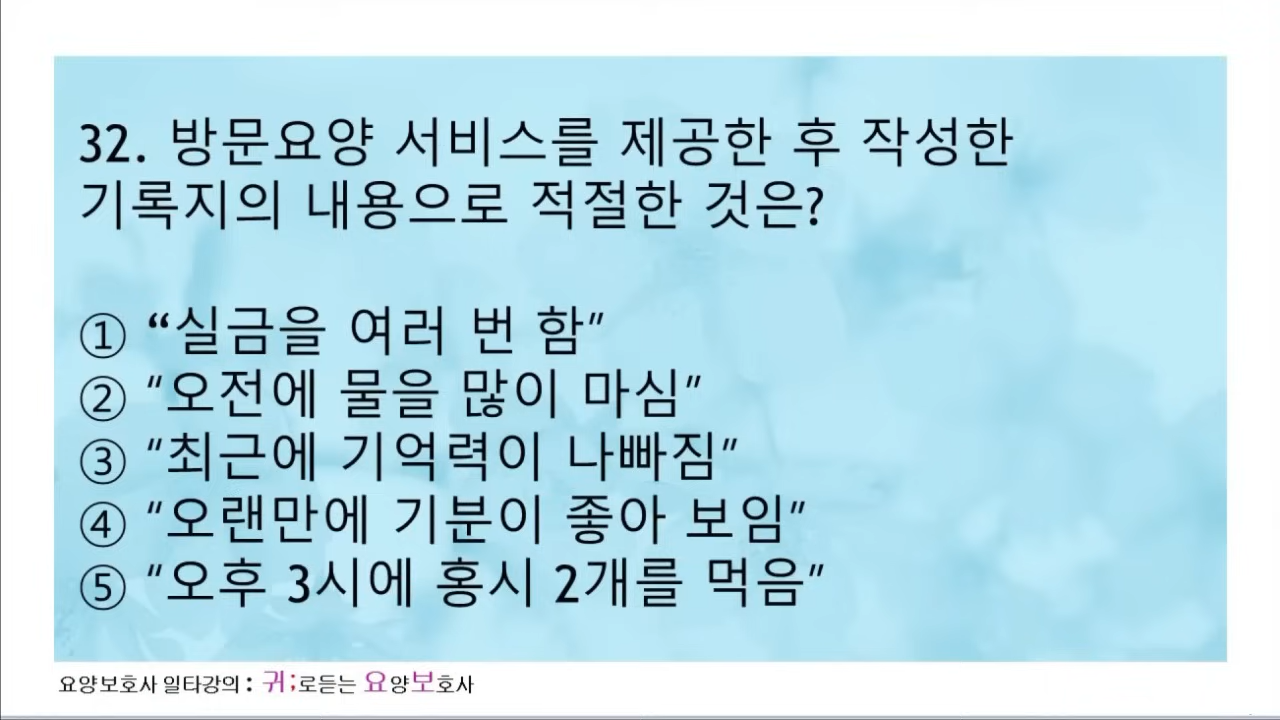 32. 방문요양 서비스를 제공한 후 작성한
기록지의 내용으로 적절한 것은?
① “실금을 여러 번 함”
② “오전에 물을 많이 마심”
③ “최근에 기억력이 나빠짐”
④ “오랜만에 기분이 좋아 보임”
⑤ “오후 3시에 홍시 2개를 먹음”
요양보호사 일타강의 : 귀;로듣는 요양보호사